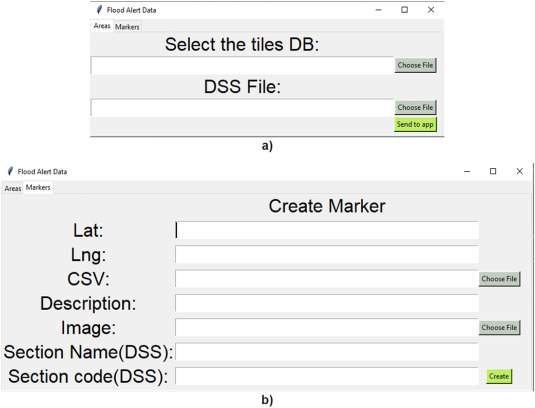 Flood Alert Data
Areas Markers
Select the tiles DB:
Choose File
DSS File:
Choose File
Send to app
a)
Flood Alert Data
Areas Markers
Create Marker
Lat:
Lng:
CSV: Choose File
Description:
Image: Choose File
Section Name(DSS):
Section code(DSS): Create
b)